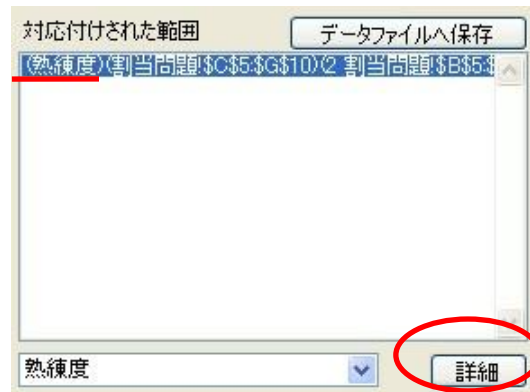 対応付けされた範囲
データファイルへ保存
(熟練度)(割当問題!$C$5:$G$10)(2 割当問題!$B$5:$
熟練度
詳細